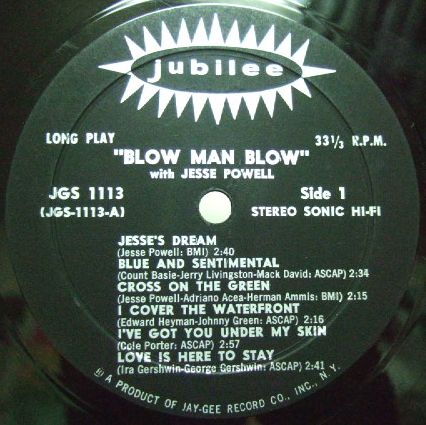 jubilee
LONG PLAY
33 1/3 R.P.M.
"BLOW MAN BLOW"
with JESSE POWELL
JGS 1113
Side 1
(JGS-1113-A)
STEREO SONIC HI-FI
JESSE'S DREAM
(Jesse Powell: BMI) 2:40
BLUE AND SENTIMENTAL
(Count Basie-Jerry Livingston-Mack David: ASCAP) 2:34
CROSS ON THE GREEN
(Jesse Powell-Adriano Acea-Herman Ammis: BMI) 2:15
I COVER THE WATERFRONT
(Edward Heyman-Johnny Green: ASCAP) 2:16
I'VE GOT YOU UNDER MY SKIN
(Cole Porter: ASCAP) 2:57
LOVE IS HERE TO STAY
(Ira Gershwin-George Gershwin: ASCAP) 2:41
A PRODUCT OF JAY-GEE RECORD CO., INC., N. Y.